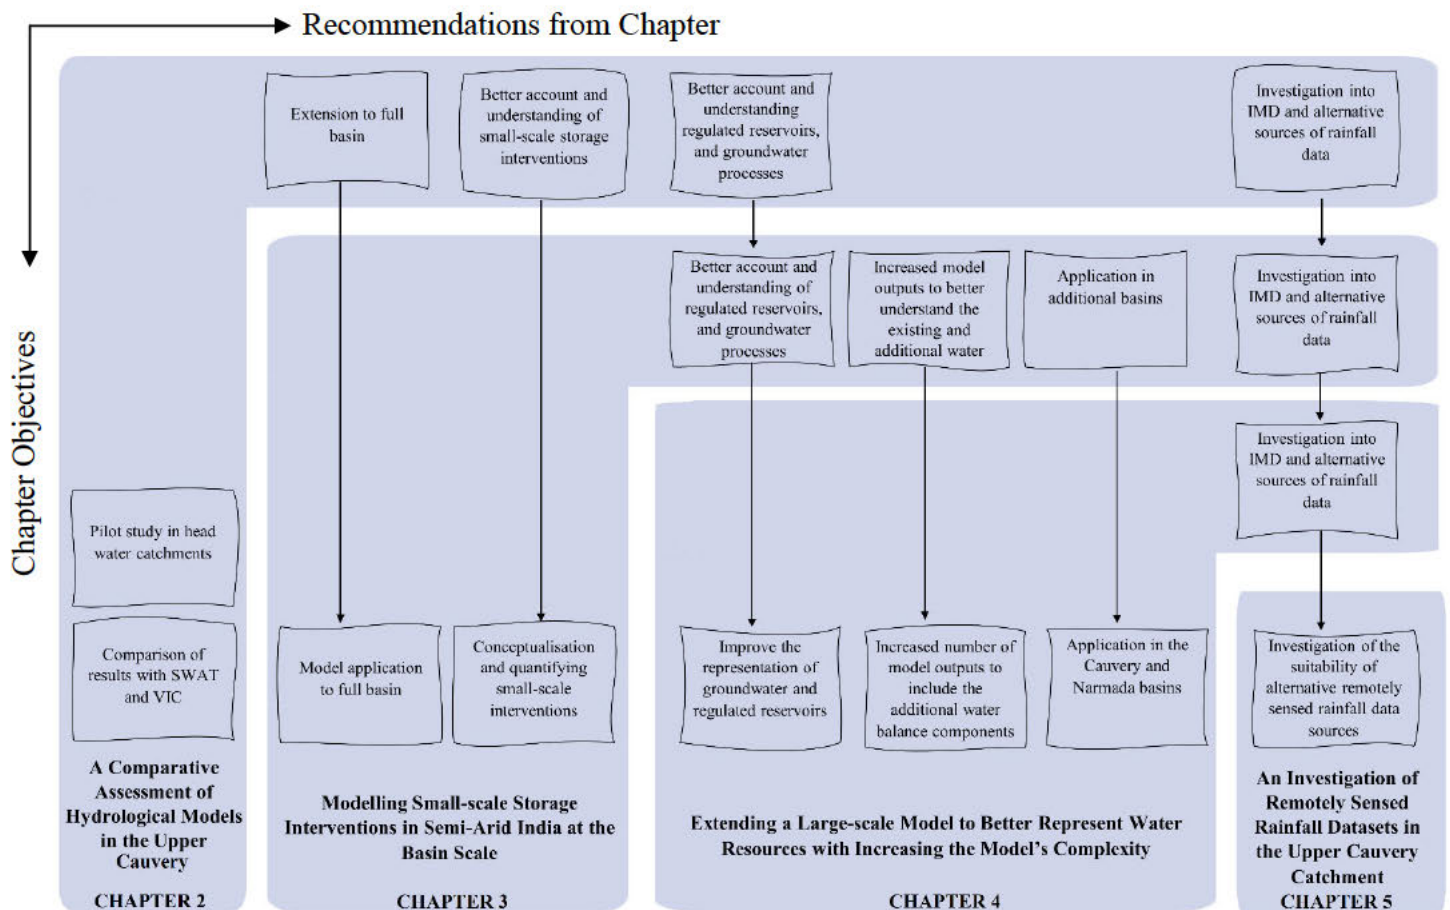 Recommendations from Chapter
Chapter Objectives
Extension to full
basin
Better account and
understanding of
small-scale storage
interventions
Better account and
understanding
regulated reservoirs,
and groundwater
processes
Investigation into
IMD and alternative
sources of rainfall
data
Better account and
understanding of
regulated reservoirs,
and groundwater
processes
Increased model
outputs to better
understand the
existing and
additional water
Application in
additional basins
Investigation into
IMD and alternative
sources of rainfall
data
Investigation into
IMD and alternative
sources of rainfall
data
Pilot study in head
water catchments
Comparison of
results with SWAT
and VIC
Model application
to full basin
Conceptualisation
and quantifying
small-scale
interventions
Improve the
representation of
groundwater and
regulated reservoirs
Increased number of
model outputs to
include the
additional water
balance components
Application in the
Cauvery and
Narmada basins
Investigation of the
suitability of
alternative remotely
sensed rainfall data
sources
A Comparative
Assessment of
Hydrological Models
in the Upper
Cauvery
CHAPTER 2
Modelling Small-scale Storage
Interventions in Semi-Arid India at the
Basin Scale
CHAPTER 3
Extending a Large-scale Model to Better Represent Water
Resources with Increasing the Model's Complexity
CHAPTER 4
An Investigation of
Remotely Sensed
Rainfall Datasets in
the Upper Cauvery
Catchment
CHAPTER 5